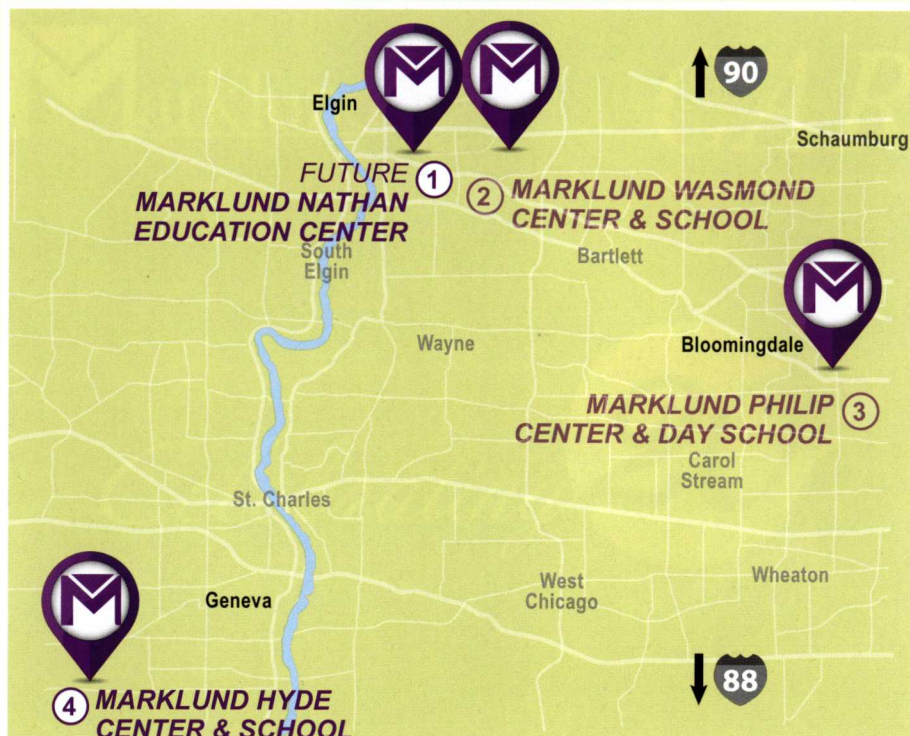 90
Elgin
Schaumburg
FUTURE 1
MARKLUND NATHAN
EDUCATION CENTER
2 MARKLUND WASMOND
CENTER & SCHOOL
South
Elgin
Bartlett
Wayne
Bloomingdale
MARKLUND PHILIP 3
CENTER & DAY SCHOOL
Carol
Stream
St. Charles
West
Chicago
Wheaton
Geneva
88
4 MARKLUND HYDE
CENTER & SCHOOL